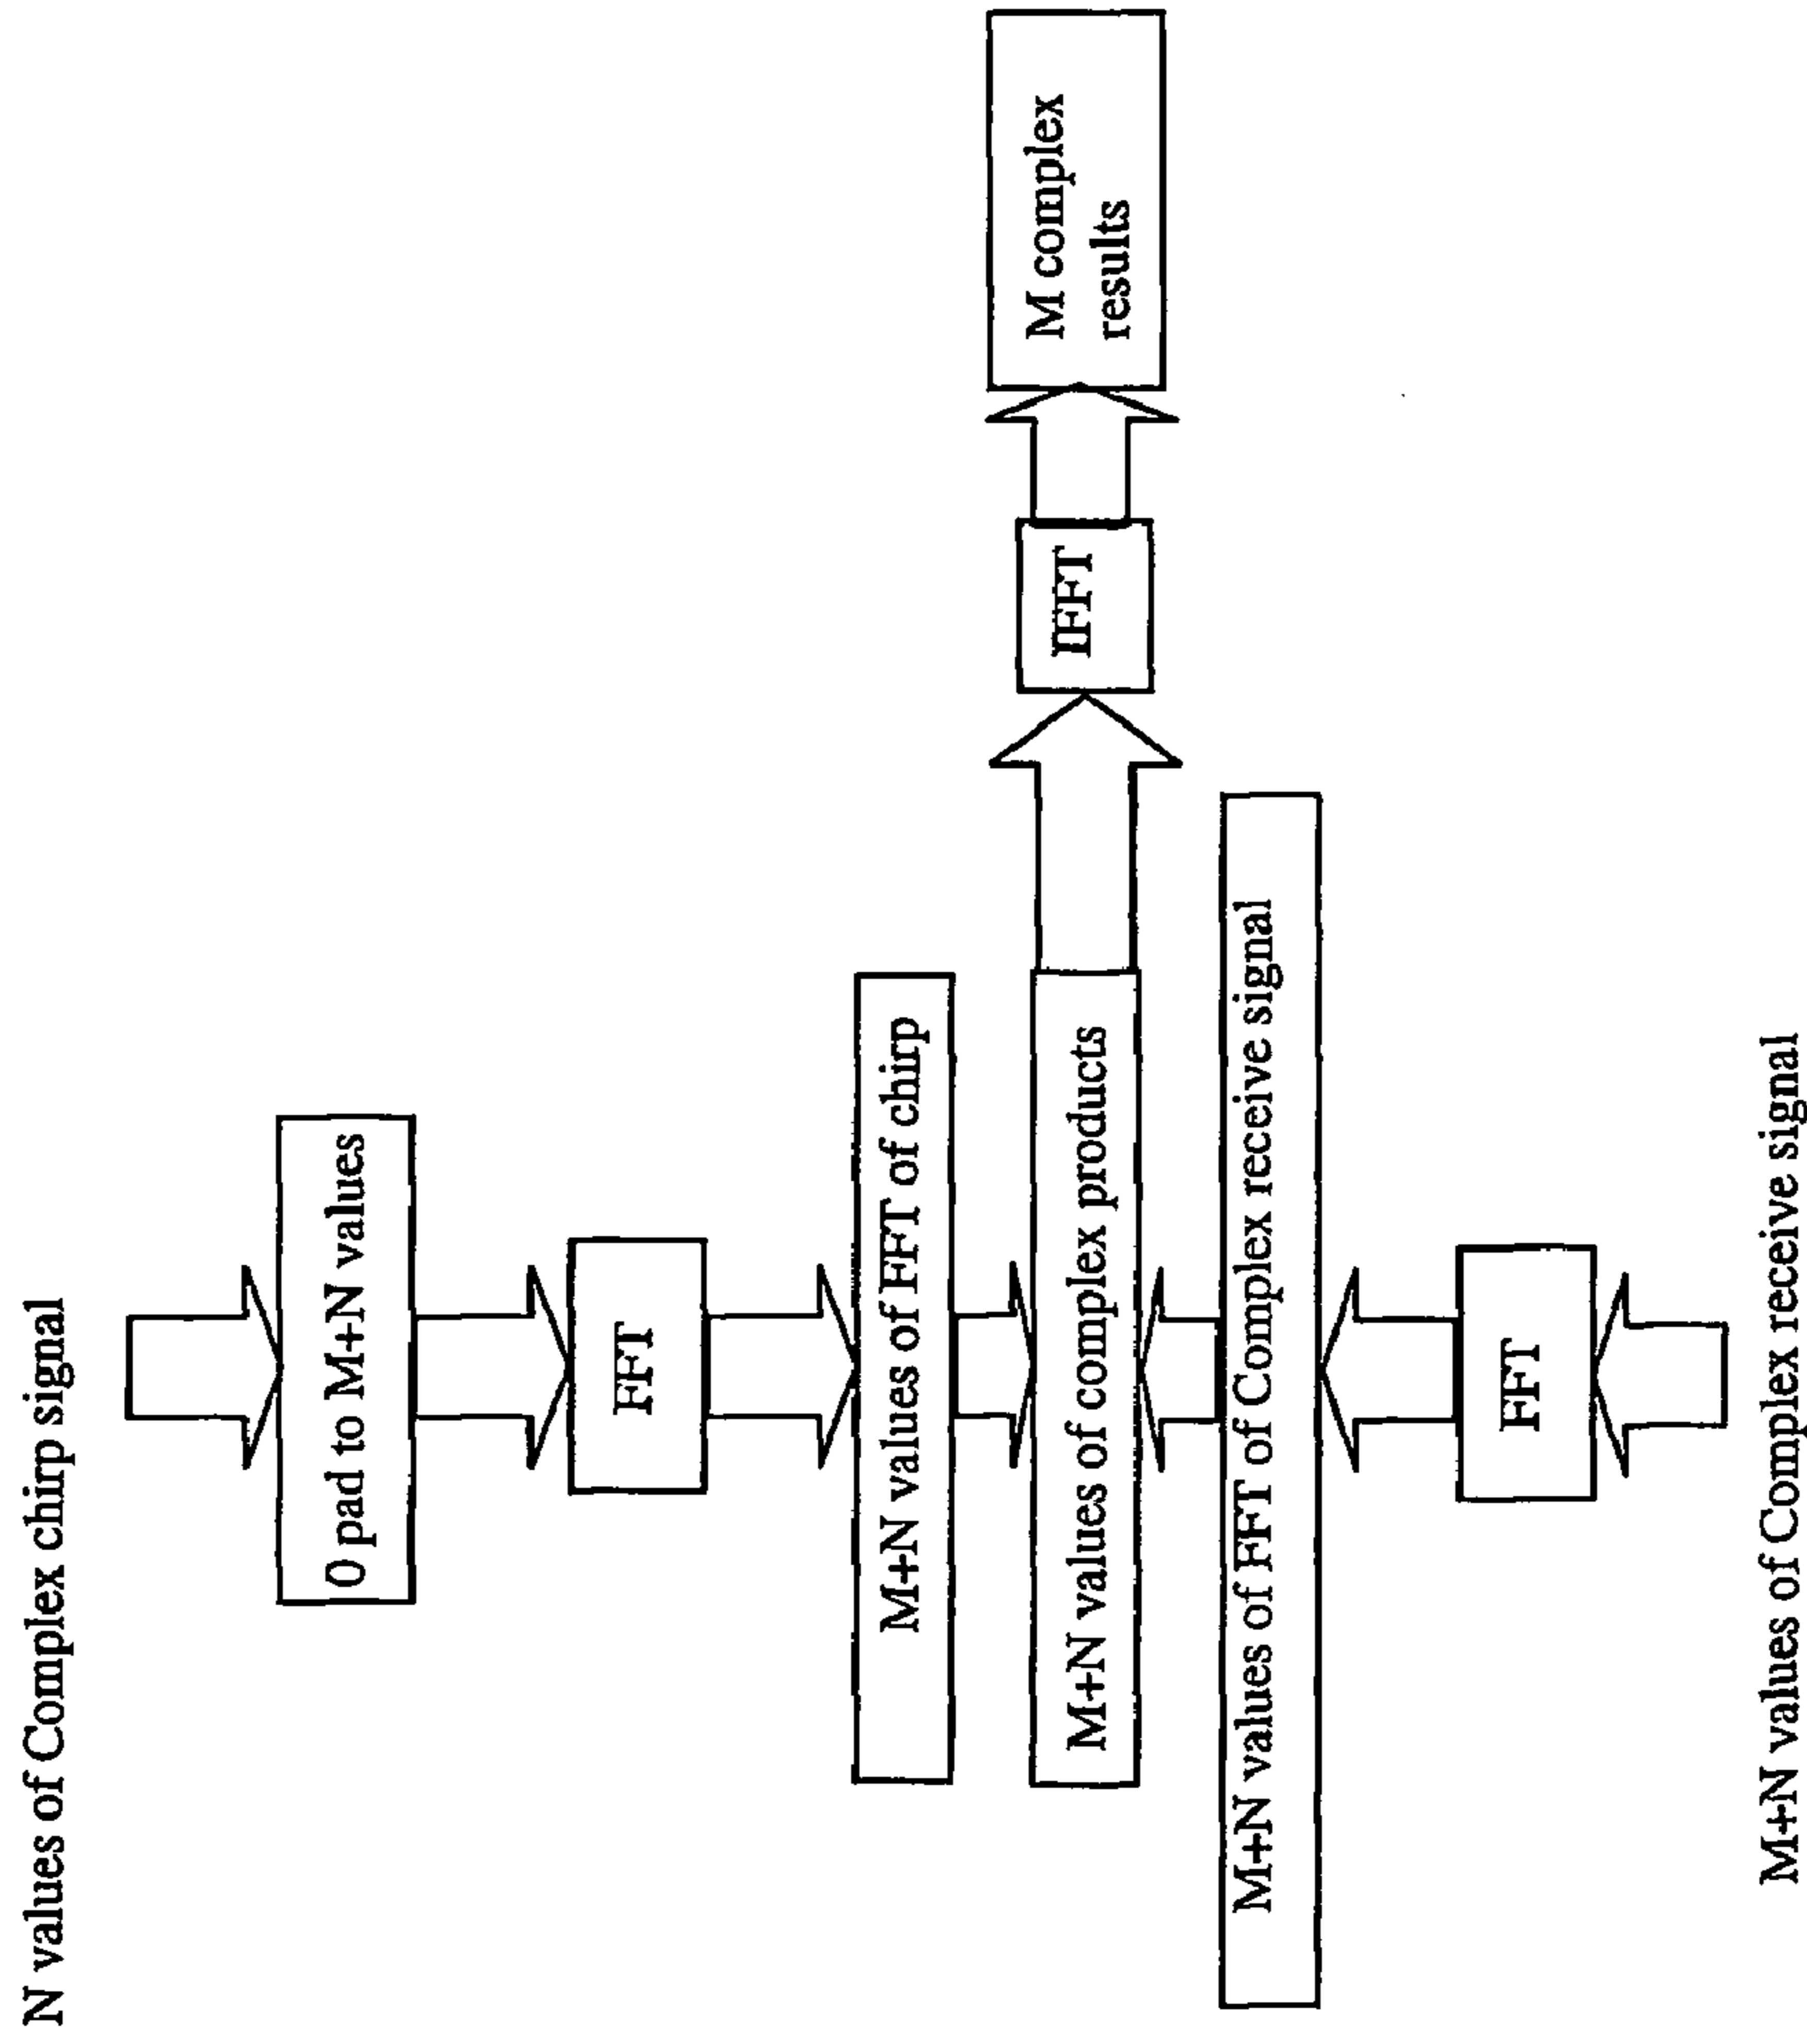 N values of Complex chirp signal
0 pad to M+N values
FFT
M+N values of FFT of chirp
M+N values of complex products
IFFT
M complex
results
M+N values of FFT of Complex receive signal
FFT
M+N values of Complex receive signal